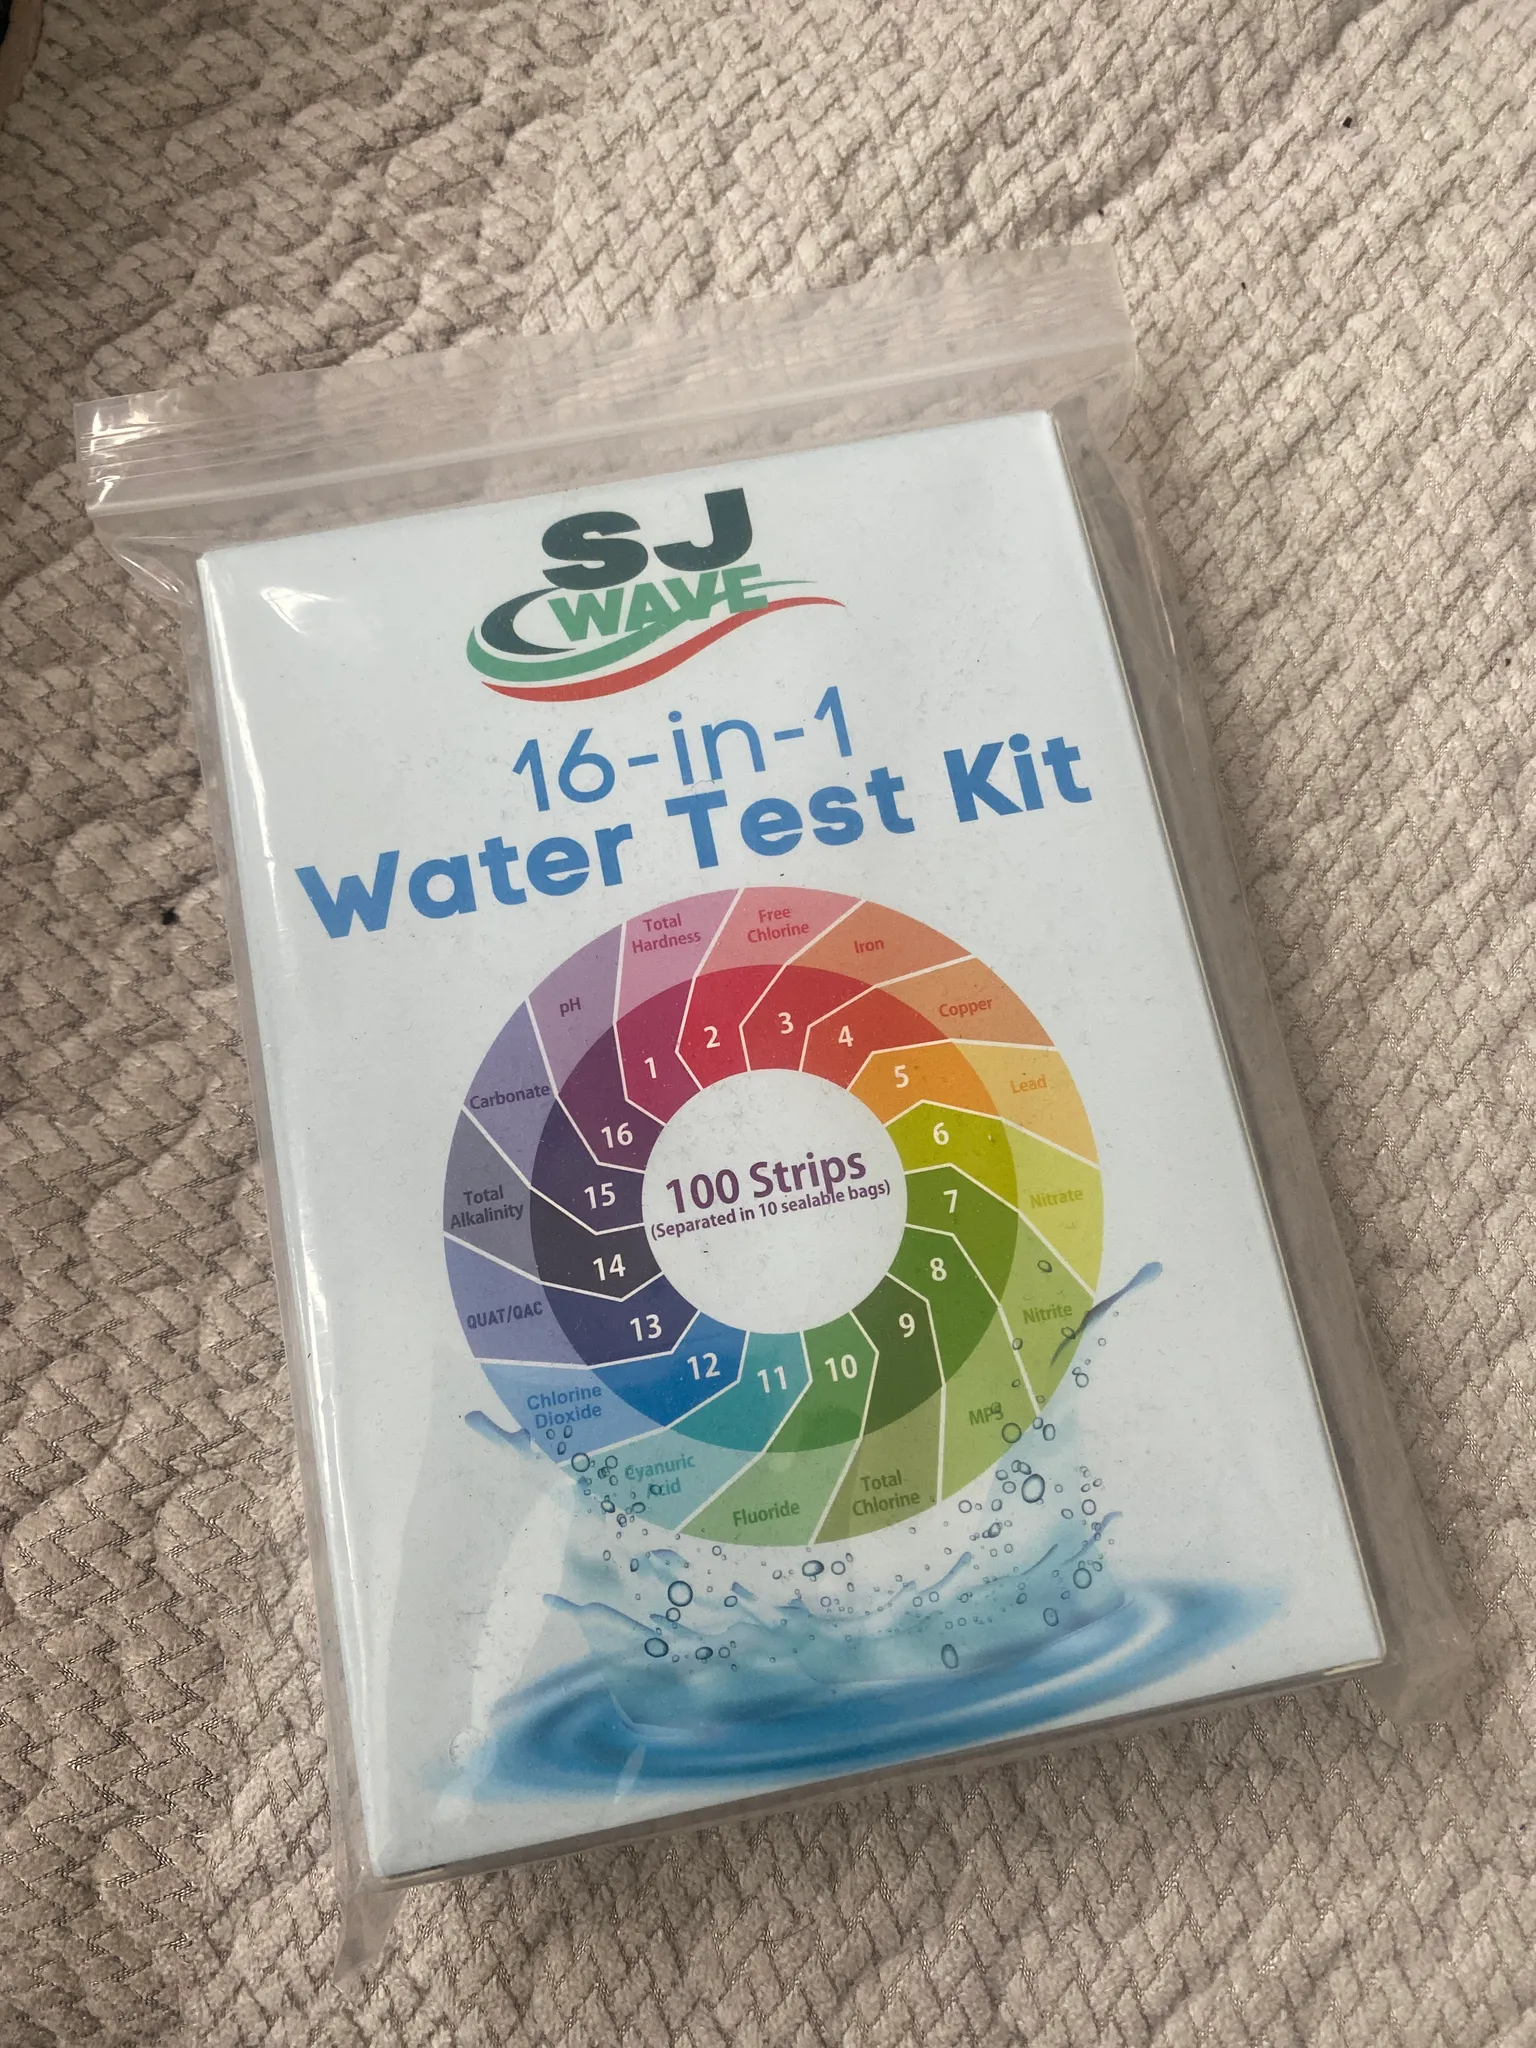 SJ
WAVE
16-in-1
Water Test Kit
Total
Hardness
Free
Chlorine
Iron
Copper
Lead
Nitrate
Nitrite
MPS
Total
Chlorine
Fluoride
Cyanuric
Acid
Chlorine
Dioxide
QUAT/QAC
Total
Alkalinity
Carbonate
pH
1
2
3
4
5
6
7
8
9
10
11
12
13
14
15
16
100 Strips
(Separated in 10 sealable bags)